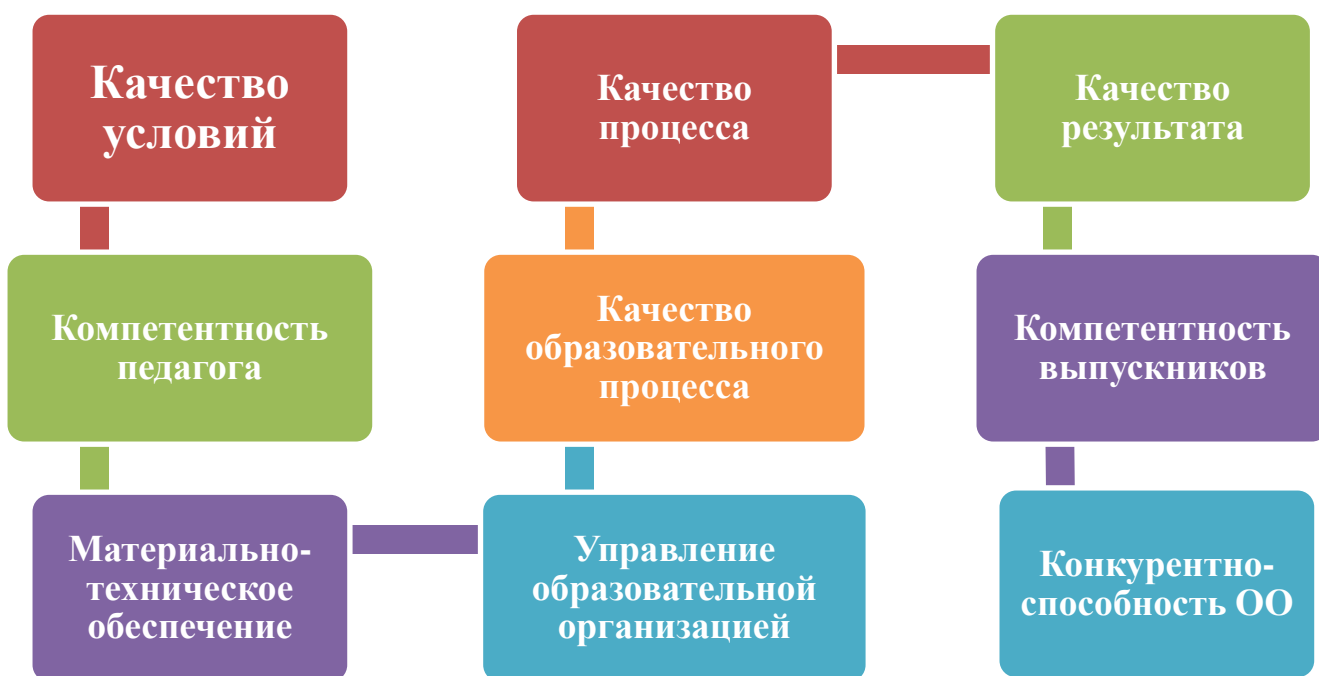 Качество
условий
Компетентность
педагога
Материально-
техническое
обеспечение
Управление
образовательной
организацией
Качество
образовательного
процесса
Качество
процесса
Качество
результата
Компетентность
выпускников
Конкурентно-
способность ОО